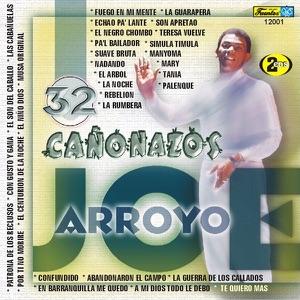 * FUEGO EN MI MENTE * LA GUARAPERA
* ECHAO PA' LANTE * SON APRETAO
* EL NEGRO CHOMBO * TERESA VUELVE
* PA'L BAILADOR * SIMULA TIMULA
* SUAVE BRUTA * MANYOMA
* NADANDO * MARY
* EL ARBOL * TANIA
* LA NOCHE * PALENQUE
* REBELION
* LA RUMBERA
Fuentes
12001
2 CDs
32
CAÑONAZOS
JOE
ARROYO
* PATRONA DE LOS RECLUSOS * CON GUSTO Y GANA * EL SON DEL CABALLO * LAS CABAÑUELAS
* POR TI NO MORIRE * EL CENTURION DE LA NOCHE * EL NIÑO DIOS * MUSA ORIGINAL
* CONFUNDIDO * ABANDONARON EL CAMPO * LA GUERRA DE LOS CALLADOS
* EN BARRANQUILLA ME QUEDO * A MI DIOS TODO LE DEBO * TE QUIERO MAS